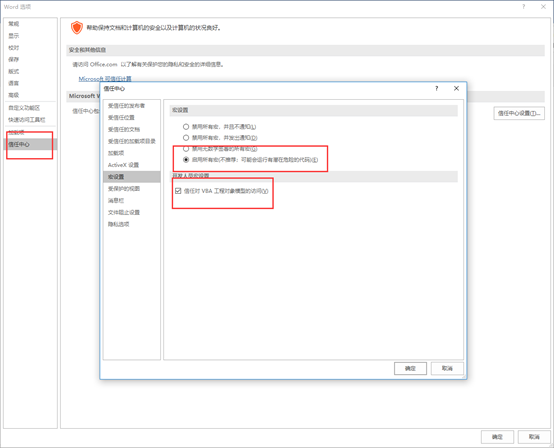 Word 选项
常规
显示
校对
保存
版式
语言
高级
自定义功能区
快速访问工具栏
加载项
信任中心
帮助保持文档和计算机的安全以及计算机的状况良好。
安全和其他信息
请访问 Office.com 以了解有关保护您的隐私和安全的详细信息。
Microsoft 可信任计算
信任中心设置(T)...
信任中心
受信任的发布者
受信任位置
受信任的文档
受信任的加载项目录
加载项
ActiveX 设置
宏设置
受保护的视图
消息栏
文件阻止设置
隐私选项
宏设置
禁用所有宏，并且不通知(L)
禁用所有宏，并发出通知(D)
禁用无数字签署的所有宏(G)
启用所有宏(不推荐；可能会运行有潜在危险的代码)(E)
开发人员宏设置
信任对 VBA 工程对象模型的访问(V)
确定
取消
确定
取消